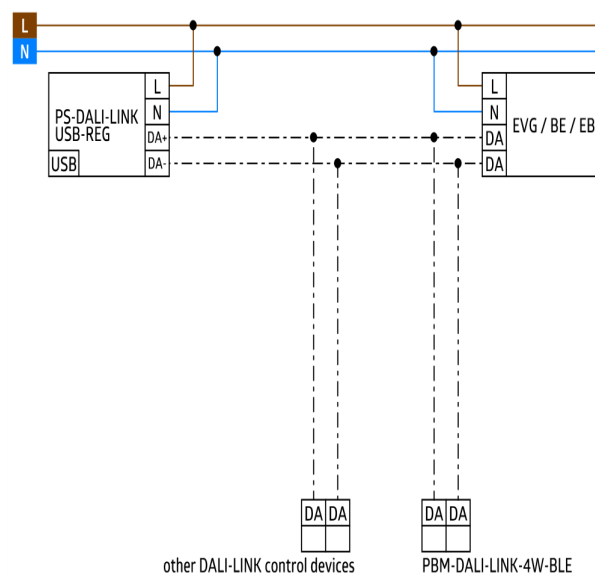 L
N
PS-DALI-LINK
USB-REG
USB
L
N
DA+
DA-
L
N
DA
DA
EVG / BE / EB
DA DA
DA DA
other DALI-LINK control devices
PBM-DALI-LINK-4W-BLE